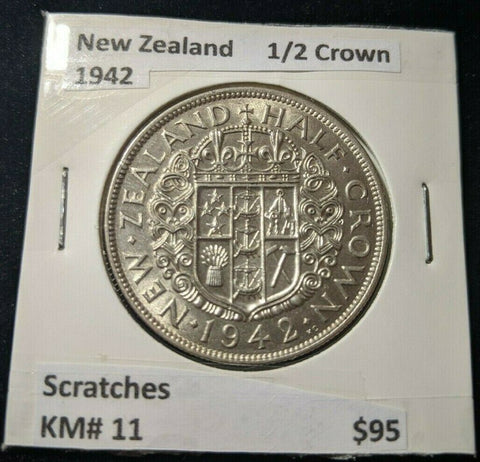 New Zealand 1/2 Crown
1942
NEW · ZEALAND + HALF · CROWN
· 1942 ·
Scratches
KM# 11 $95